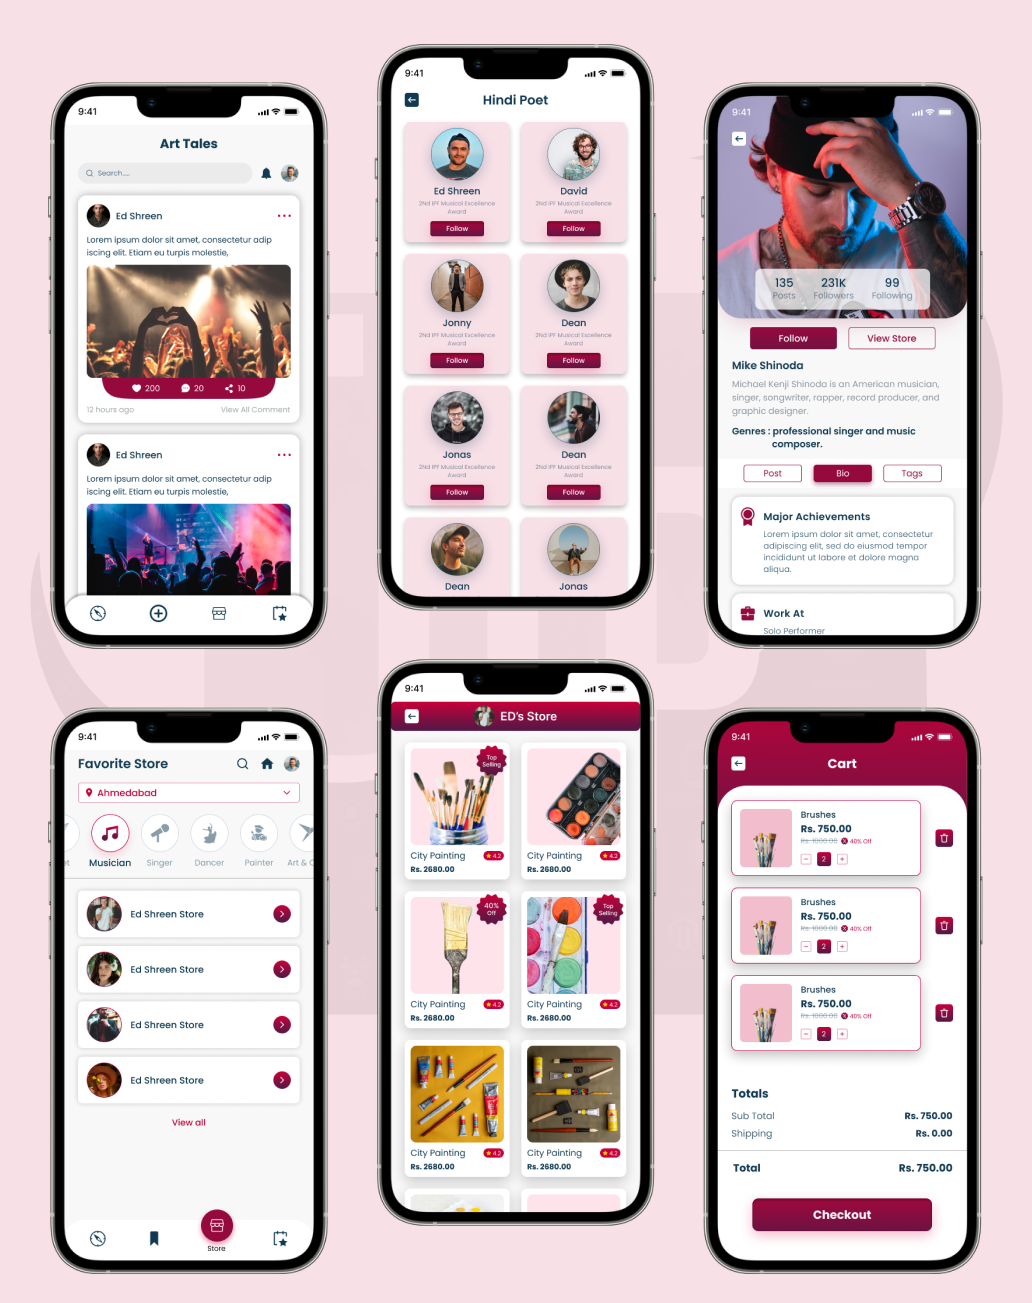 9:41
Art Tales
Search....
Ed Shreen
Lorem ipsum dolor sit amet, consectetur adip
iscing elit. Etiam eu turpis molestie,
200 20 10
12 hours ago View All Comment
Ed Shreen
Lorem ipsum dolor sit amet, consectetur adip
iscing elit. Etiam eu turpis molestie,
9:41
Hindi Poet
Ed Shreen
2Nd IPF Musical Excellence
Award
Follow
David
2Nd IPF Musical Excellence
Award
Follow
Jonny
2Nd IPF Musical Excellence
Award
Follow
Dean
2Nd IPF Musical Excellence
Award
Follow
Jonas
2Nd IPF Musical Excellence
Award
Follow
Dean
2Nd IPF Musical Excellence
Award
Follow
Dean
Jonas
9:41
135 231K 99
Posts Followers Following
Follow View Store
Mike Shinoda
Michael Kenji Shinoda is an American musician,
singer, songwriter, rapper, record producer, and
graphic designer.
Genres : professional singer and music
composer.
Post Bio Tags
Major Achievements
Lorem ipsum dolor sit amet, consectetur
adipiscing elit, sed do eiusmod tempor
incididunt ut labore et dolore magna
aliqua.
Work At
Solo Performer
9:41
Favorite Store
Ahmedabad
Musician Singer Dancer Painter Art & C
Ed Shreen Store
Ed Shreen Store
Ed Shreen Store
Ed Shreen Store
View all
Store
9:41
ED's Store
Top
Selling
City Painting 4.2
Rs. 2680.00
City Painting 4.2
Rs. 2680.00
40%
Off
City Painting 4.2
Rs. 2680.00
Top
Selling
City Painting 4.2
Rs. 2680.00
City Painting 4.2
Rs. 2680.00
City Painting 4.2
Rs. 2680.00
9:41
Cart
Brushes
Rs. 750.00
Rs. 1000.00 40% Off
2
Brushes
Rs. 750.00
Rs. 1000.00 40% Off
2
Brushes
Rs. 750.00
Rs. 1000.00 40% Off
2
Totals
Sub Total Rs. 750.00
Shipping Rs. 0.00
Total Rs. 750.00
Checkout